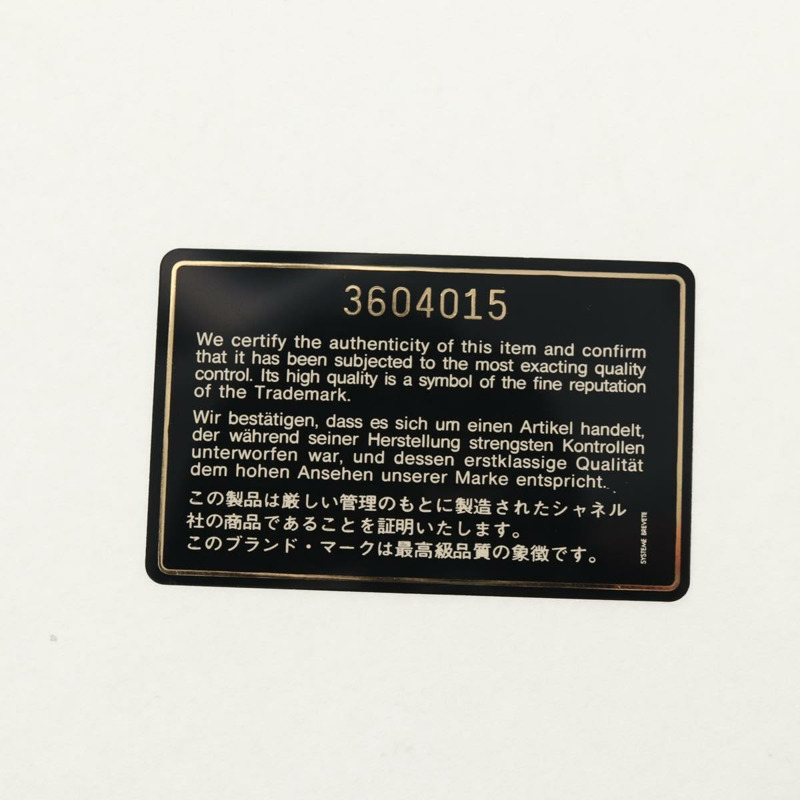 3604015
We certify the authenticity of this item and confirm
that it has been subjected to the most exacting quality
control. Its high quality is a symbol of the fine reputation
of the Trademark.
Wir bestätigen, dass es sich um einen Artikel handelt,
der während seiner Herstellung strengsten Kontrollen
unterworfen war, und dessen erstklassige Qualität
dem hohen Ansehen unserer Marke entspricht.
この製品は厳しい管理のもとに製造されたシャネル
社の商品であることを証明いたします。
このブランド・マークは最高級品質の象徴です。
SYSTEME BREVETE